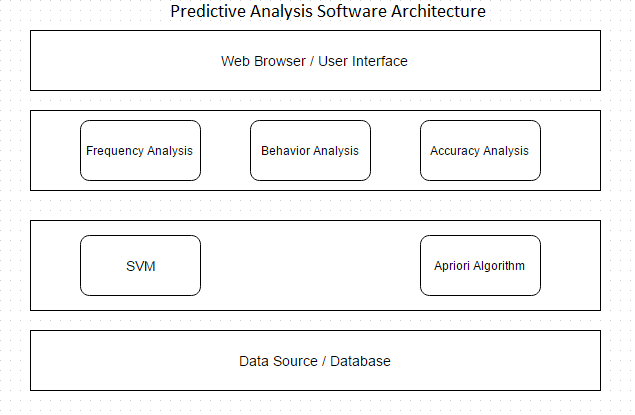 Predictive Analysis Software Architecture
Web Browser / User Interface
Frequency Analysis
Behavior Analysis
Accuracy Analysis
SVM
Apriori Algorithm
Data Source / Database